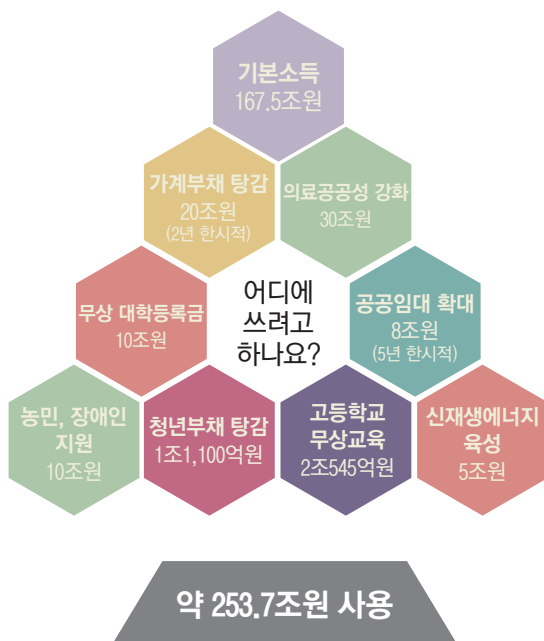 기본소득
167.5조원
가계부채 탕감
20조원
(2년 한시적)
의료공공성 강화
30조원
무상 대학등록금
10조원
어디에
쓰려고
하나요?
공공임대 확대
8조원
(5년 한시적)
농민, 장애인
지원
10조원
청년부채 탕감
1조1,100억원
고등학교
무상교육
2조545억원
신재생에너지
육성
5조원
약 253.7조원 사용